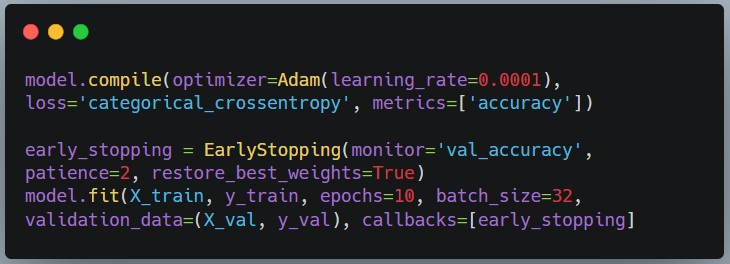 model.compile(optimizer=Adam(learning_rate=0.0001),
loss='categorical_crossentropy', metrics=['accuracy'])
early_stopping = EarlyStopping(monitor='val_accuracy',
patience=2, restore_best_weights=True)
model.fit(X_train, y_train, epochs=10, batch_size=32,
validation_data=(X_val, y_val), callbacks=[early_stopping]